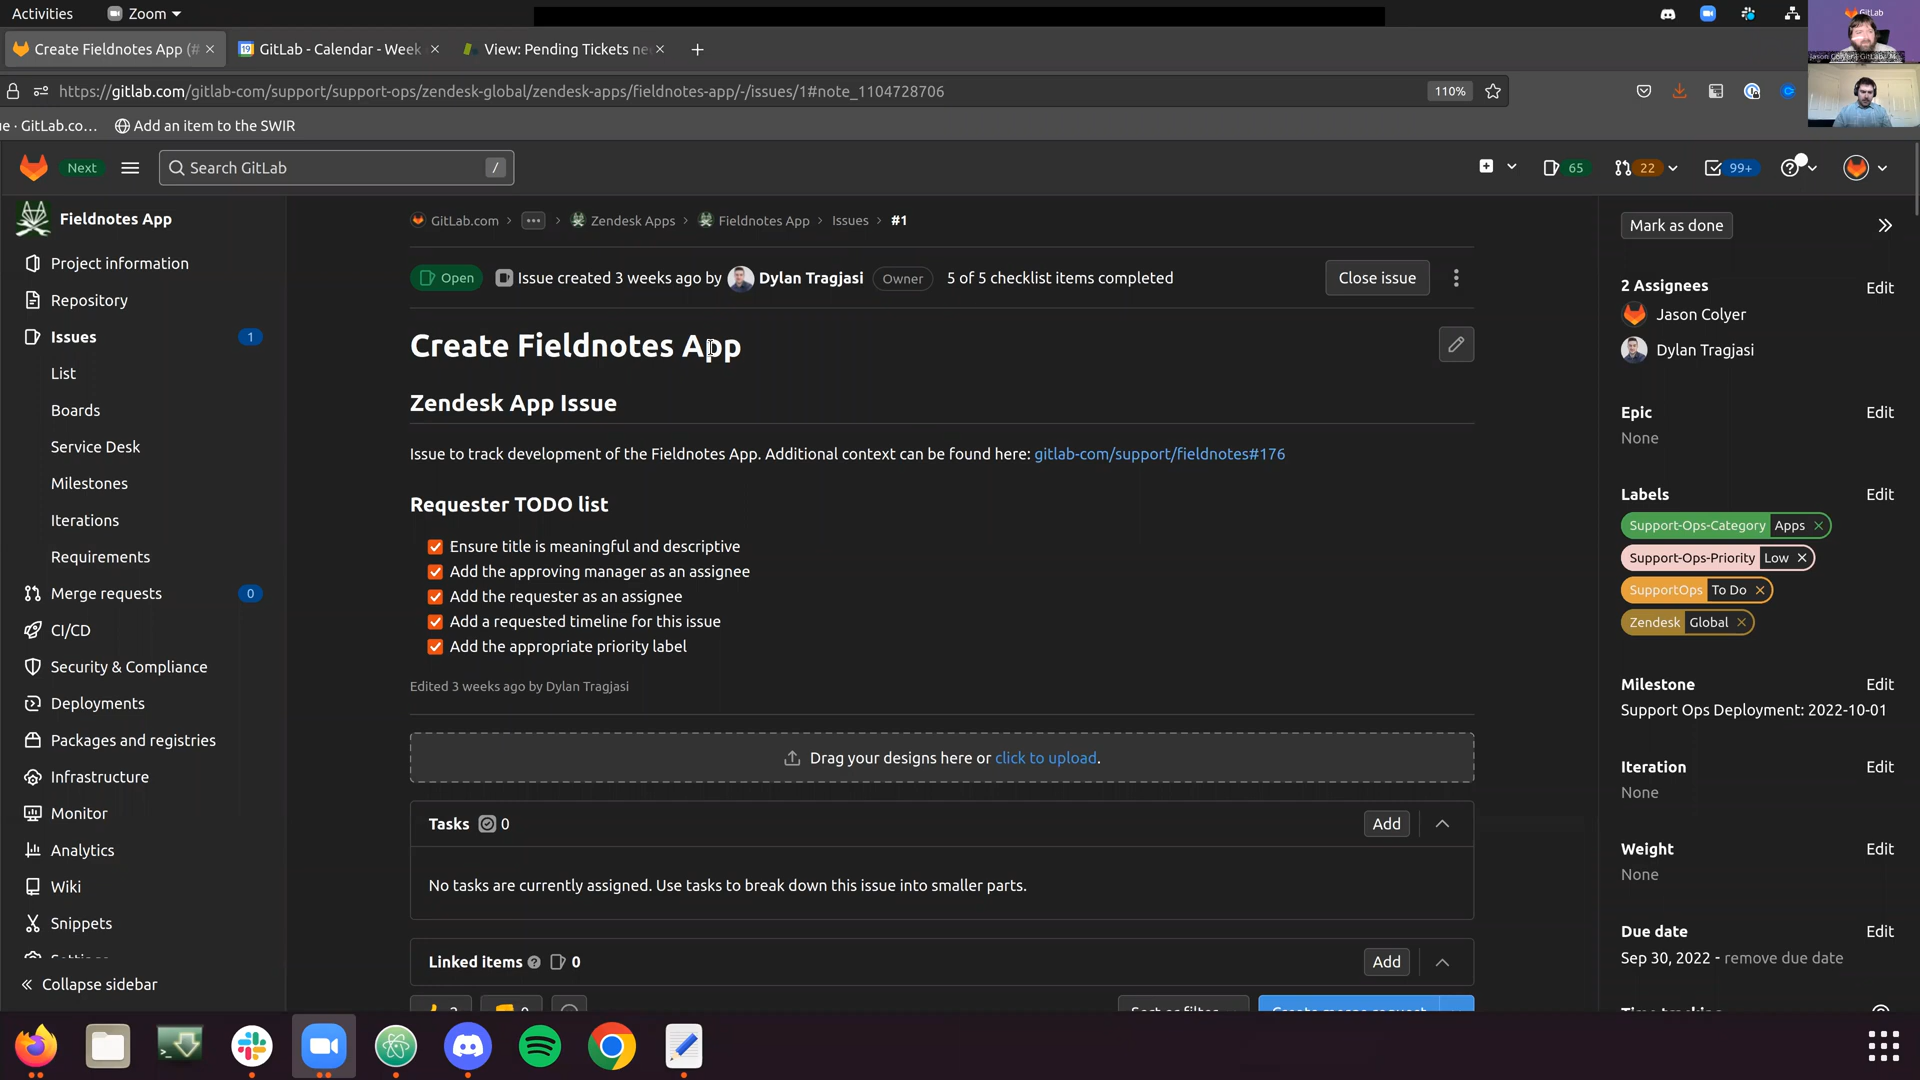 Activities
Zoom
GitLab
Create Fieldnotes App (#
GitLab - Calendar - Week
View: Pending Tickets ne
https://gitlab.com/gitlab-com/support/support-ops/zendesk-global/zendesk-apps/fieldnotes-app/-/issues/1#note_1104728706
110%
e · GitLab.co…
Add an item to the SWIR
Next
Search GitLab
/
65
22
99+
Fieldnotes App
Project information
Repository
Issues
1
List
Boards
Service Desk
Milestones
Iterations
Requirements
Merge requests
0
CI/CD
Security & Compliance
Deployments
Packages and registries
Infrastructure
Monitor
Analytics
Wiki
Snippets
Collapse sidebar
GitLab.com
Zendesk Apps
Fieldnotes App
Issues
#1
Open
Issue created 3 weeks ago by
Dylan Tragjasi
Owner
5 of 5 checklist items completed
Close issue
Create Fieldnotes App
Zendesk App Issue
Issue to track development of the Fieldnotes App. Additional context can be found here: gitlab-com/support/fieldnotes#176
Requester TODO list
Ensure title is meaningful and descriptive
Add the approving manager as an assignee
Add the requester as an assignee
Add a requested timeline for this issue
Add the appropriate priority label
Edited 3 weeks ago by Dylan Tragjasi
Drag your designs here or click to upload.
Tasks 0
Add
No tasks are currently assigned. Use tasks to break down this issue into smaller parts.
Linked items 0
Add
Sort or filter
Create merge request
Mark as done
2 Assignees
Edit
Jason Colyer
Dylan Tragjasi
Epic
Edit
None
Labels
Edit
Support-Ops-Category Apps
Support-Ops-Priority Low
SupportOps To Do
Zendesk Global
Milestone
Edit
Support Ops Deployment: 2022-10-01
Iteration
Edit
None
Weight
Edit
None
Due date
Edit
Sep 30, 2022 - remove due date
Time tracking